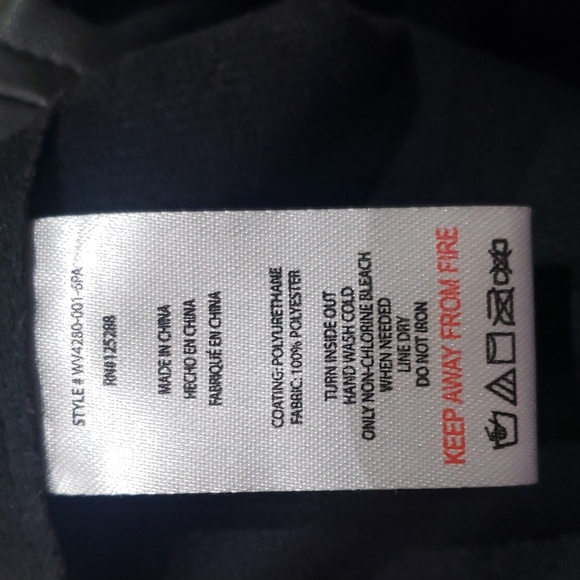 STYLE # WV4280-001-6PA
RN#125288
MADE IN CHINA
HECHO EN CHINA
FABRIQUÉ EN CHINA
COATING: POLYURETHANE
FABRIC: 100% POLYESTER
TURN INSIDE OUT
HAND WASH COLD
ONLY NON-CHLORINE BLEACH
WHEN NEEDED
LINE DRY
DO NOT IRON
KEEP AWAY FROM FIRE